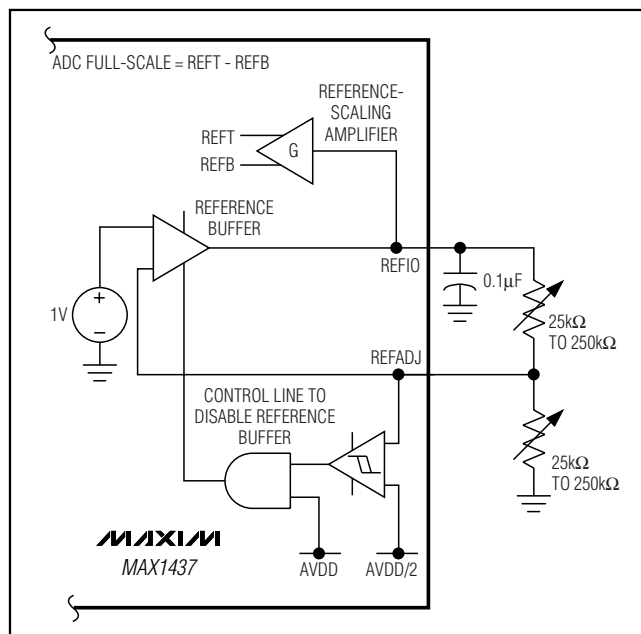 ADC FULL-SCALE = REFT - REFB
REFERENCE-
SCALING
AMPLIFIER
REFT
REFB
G
REFERENCE
BUFFER
REFIO
0.1µF
25kΩ
TO 250kΩ
1V
+
−
REFADJ
CONTROL LINE TO
DISABLE REFERENCE
BUFFER
25kΩ
TO 250kΩ
MAXIM
MAX1437
AVDD
AVDD/2